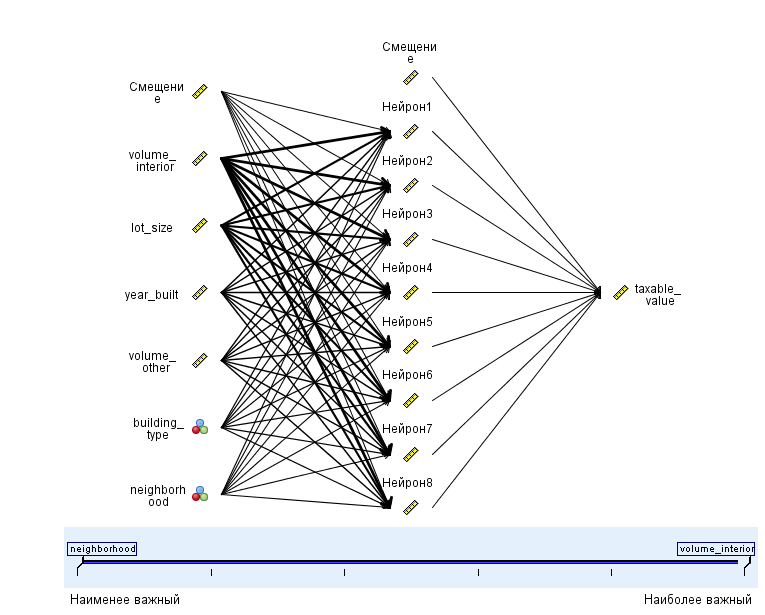 Смещени
е
volume_
interior
lot_size
year_built
volume_
other
building_
type
neighborh
ood
Смещени
е
Нейрон1
Нейрон2
Нейрон3
Нейрон4
Нейрон5
Нейрон6
Нейрон7
Нейрон8
taxable_
value
neighborhood
volume_interior
Наименее важный
Наиболее важный